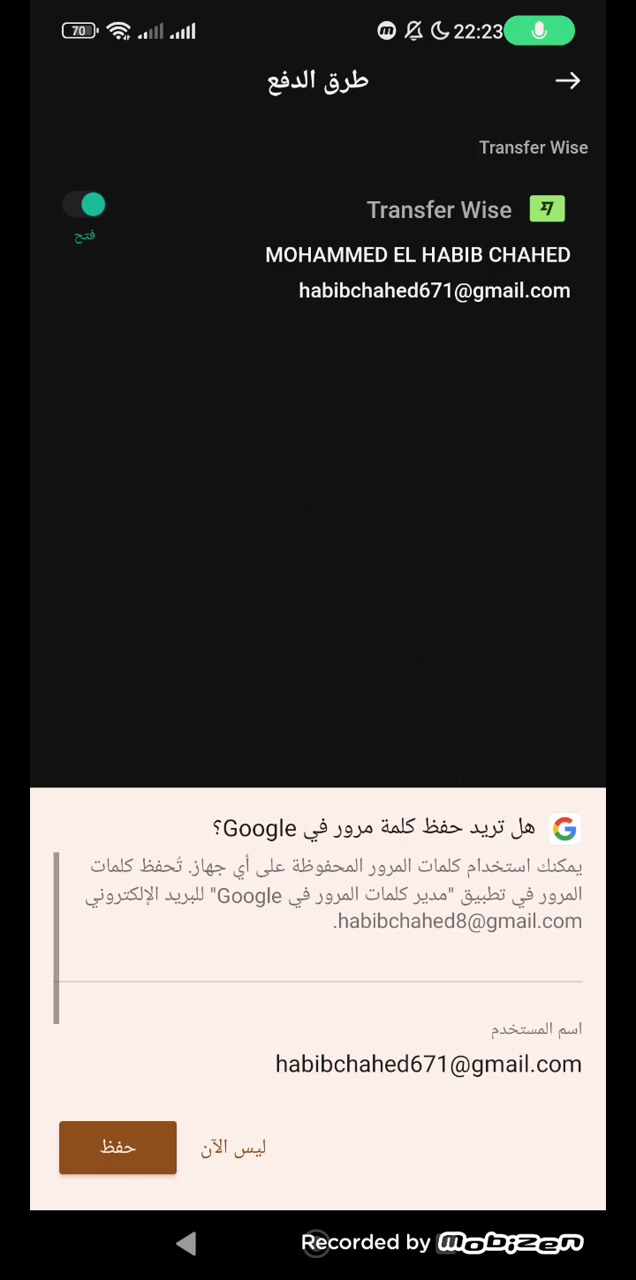 70
22:23
طرق الدفع
Transfer Wise
Transfer Wise
فتح
MOHAMMED EL HABIB CHAHED
habibchahed671@gmail.com
هل تريد حفظ كلمة مرور في Google؟
يمكنك استخدام كلمات المرور المحفوظة على أي جهاز. تُحفظ كلمات
المرور في تطبيق "مدير كلمات المرور في Google" للبريد الإلكتروني
habibchahed8@gmail.com.
اسم المستخدم
habibchahed671@gmail.com
ليس الآن
حفظ
Recorded by mobizen